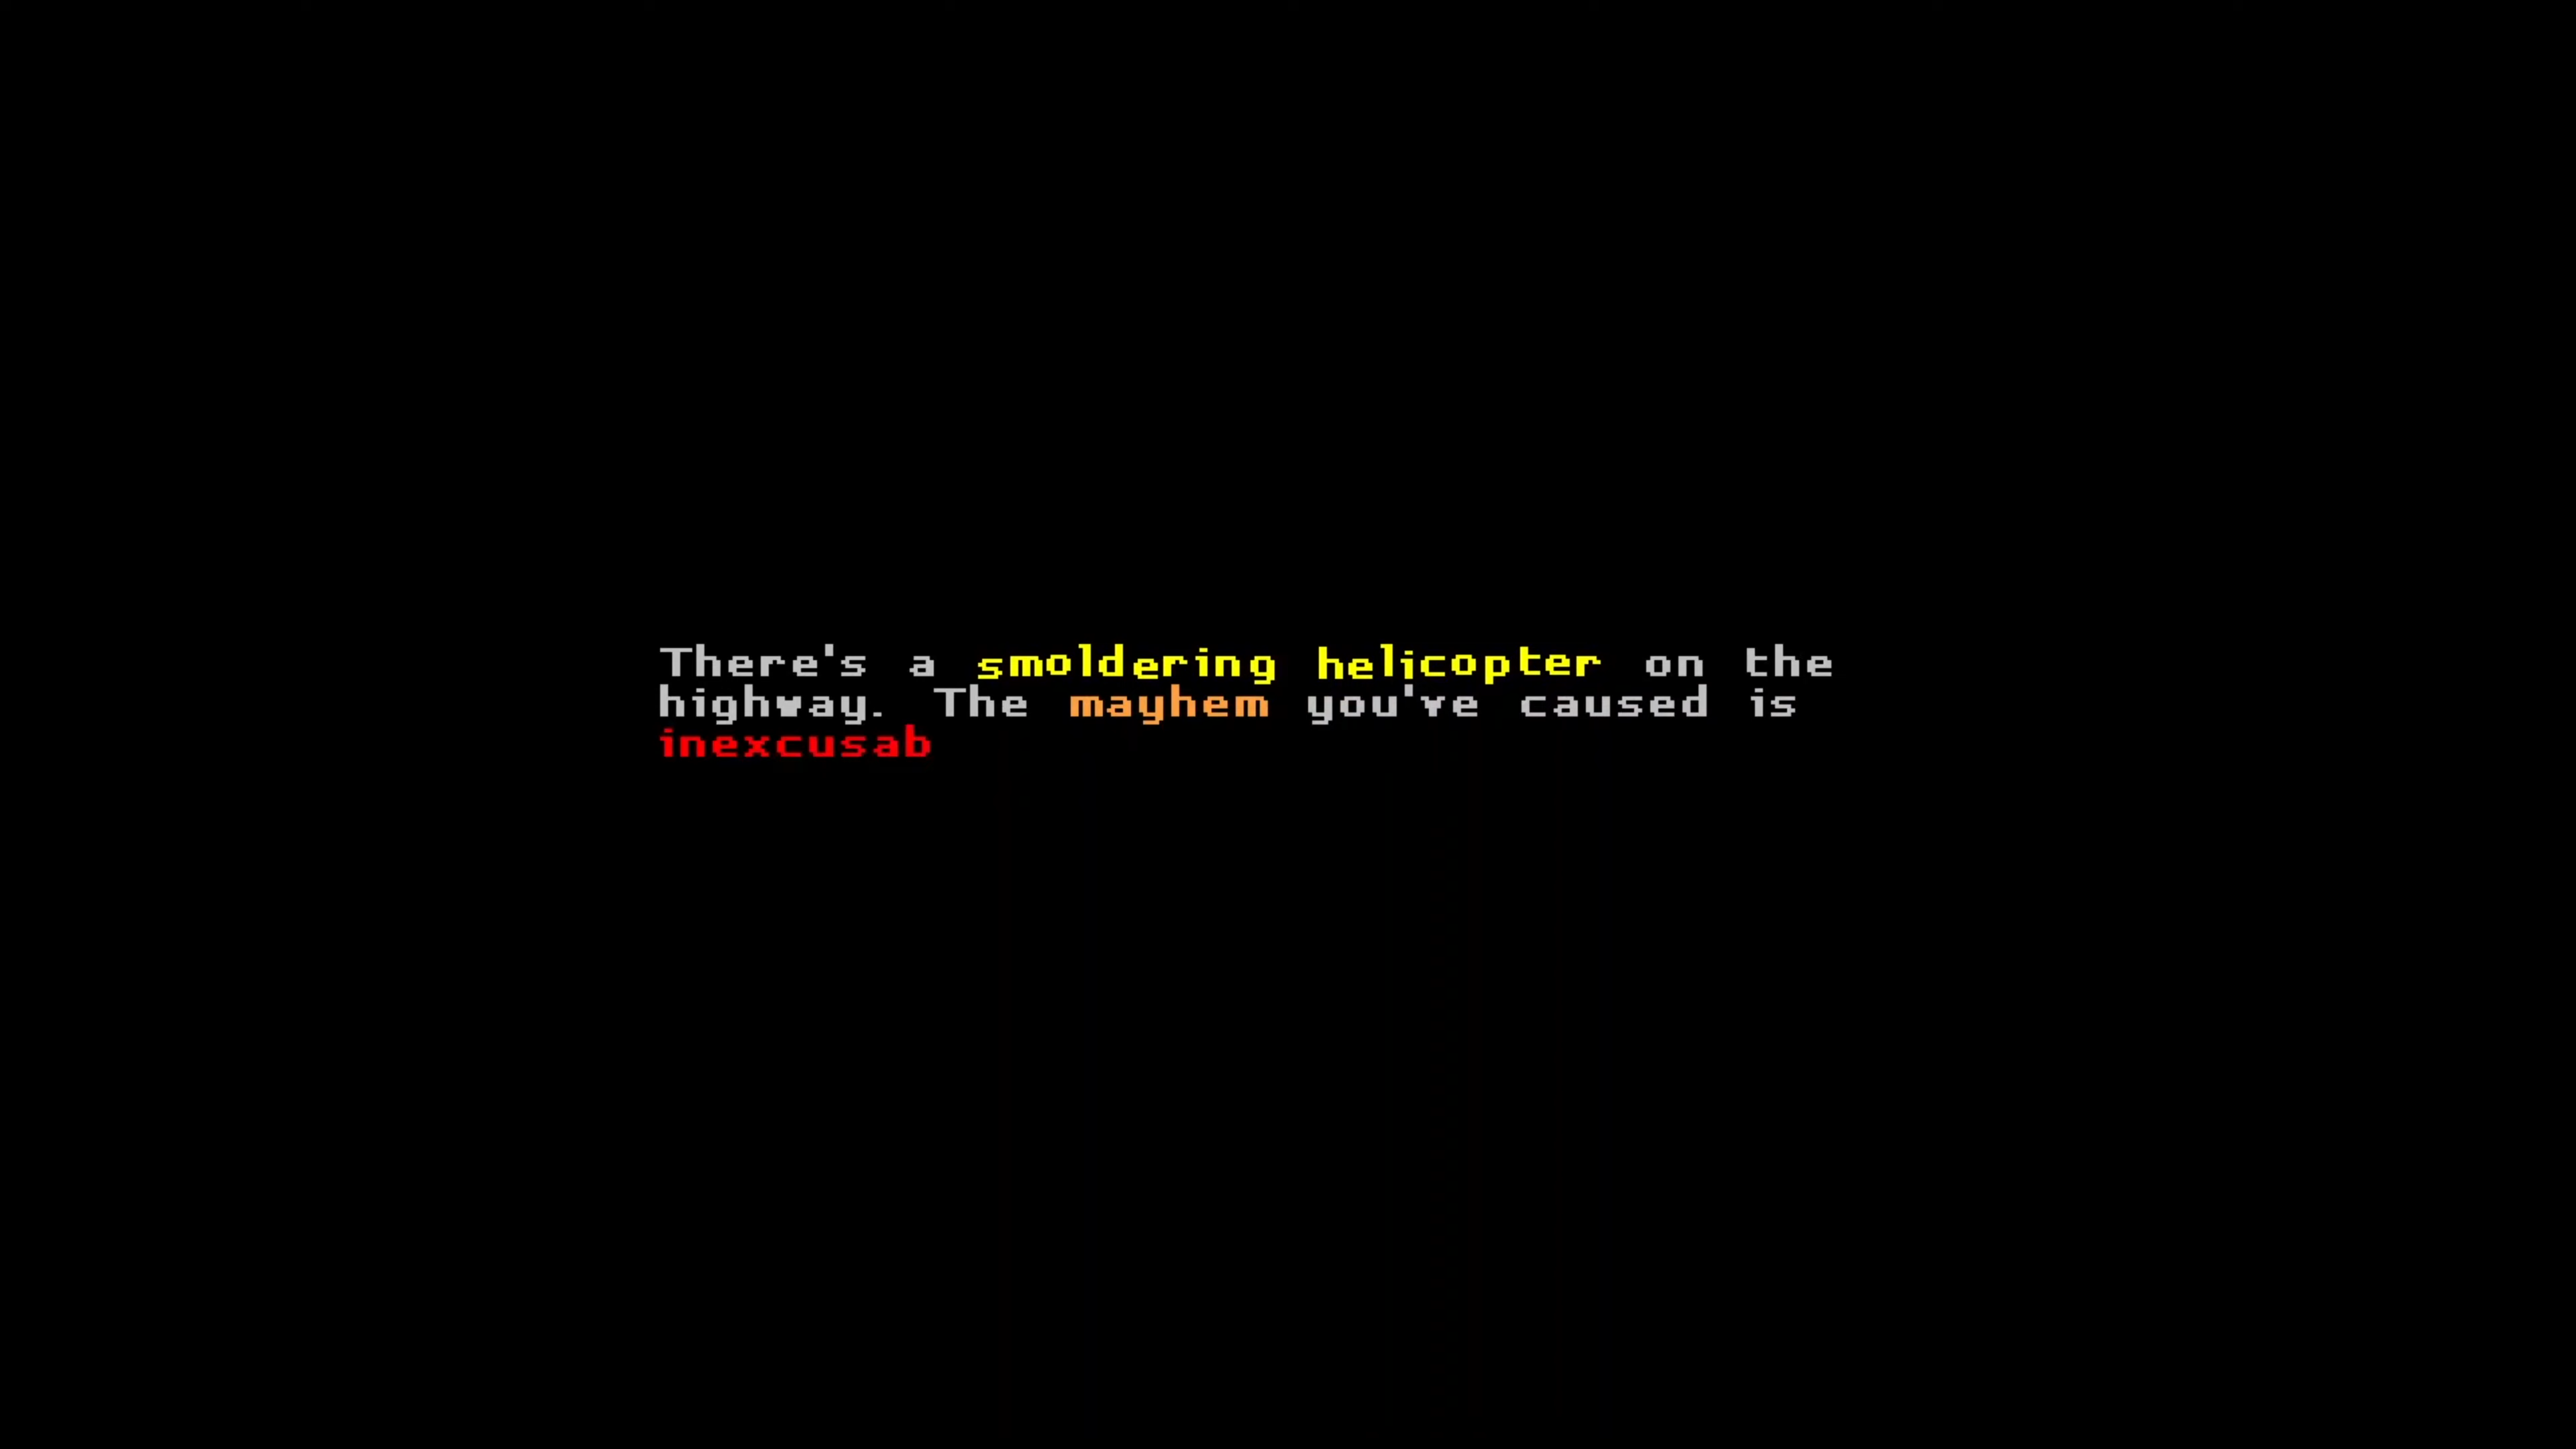 There's a smoldering helicopter on the
highway. The mayhem you've caused is
inexcusab